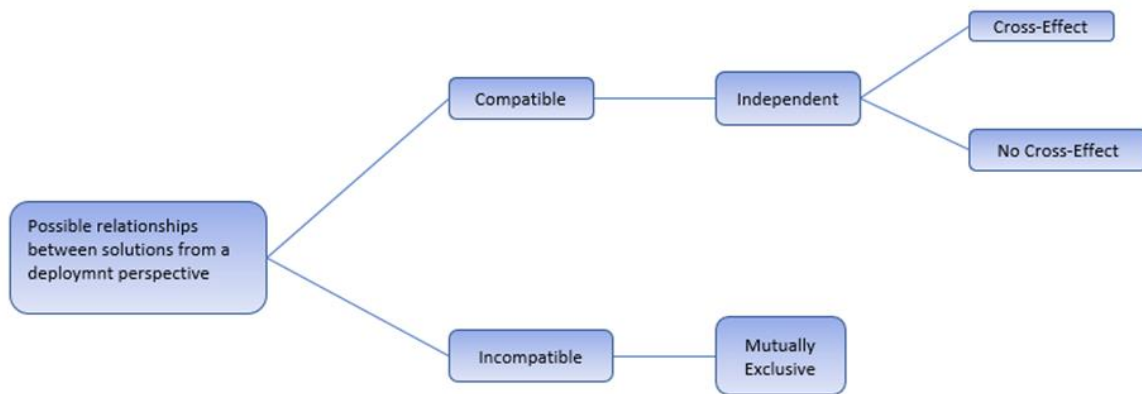 Cross-Effect
Compatible
Independent
No Cross-Effect
Possible relationships
between solutions from a
deploymnt perspective
Incompatible
Mutually
Exclusive